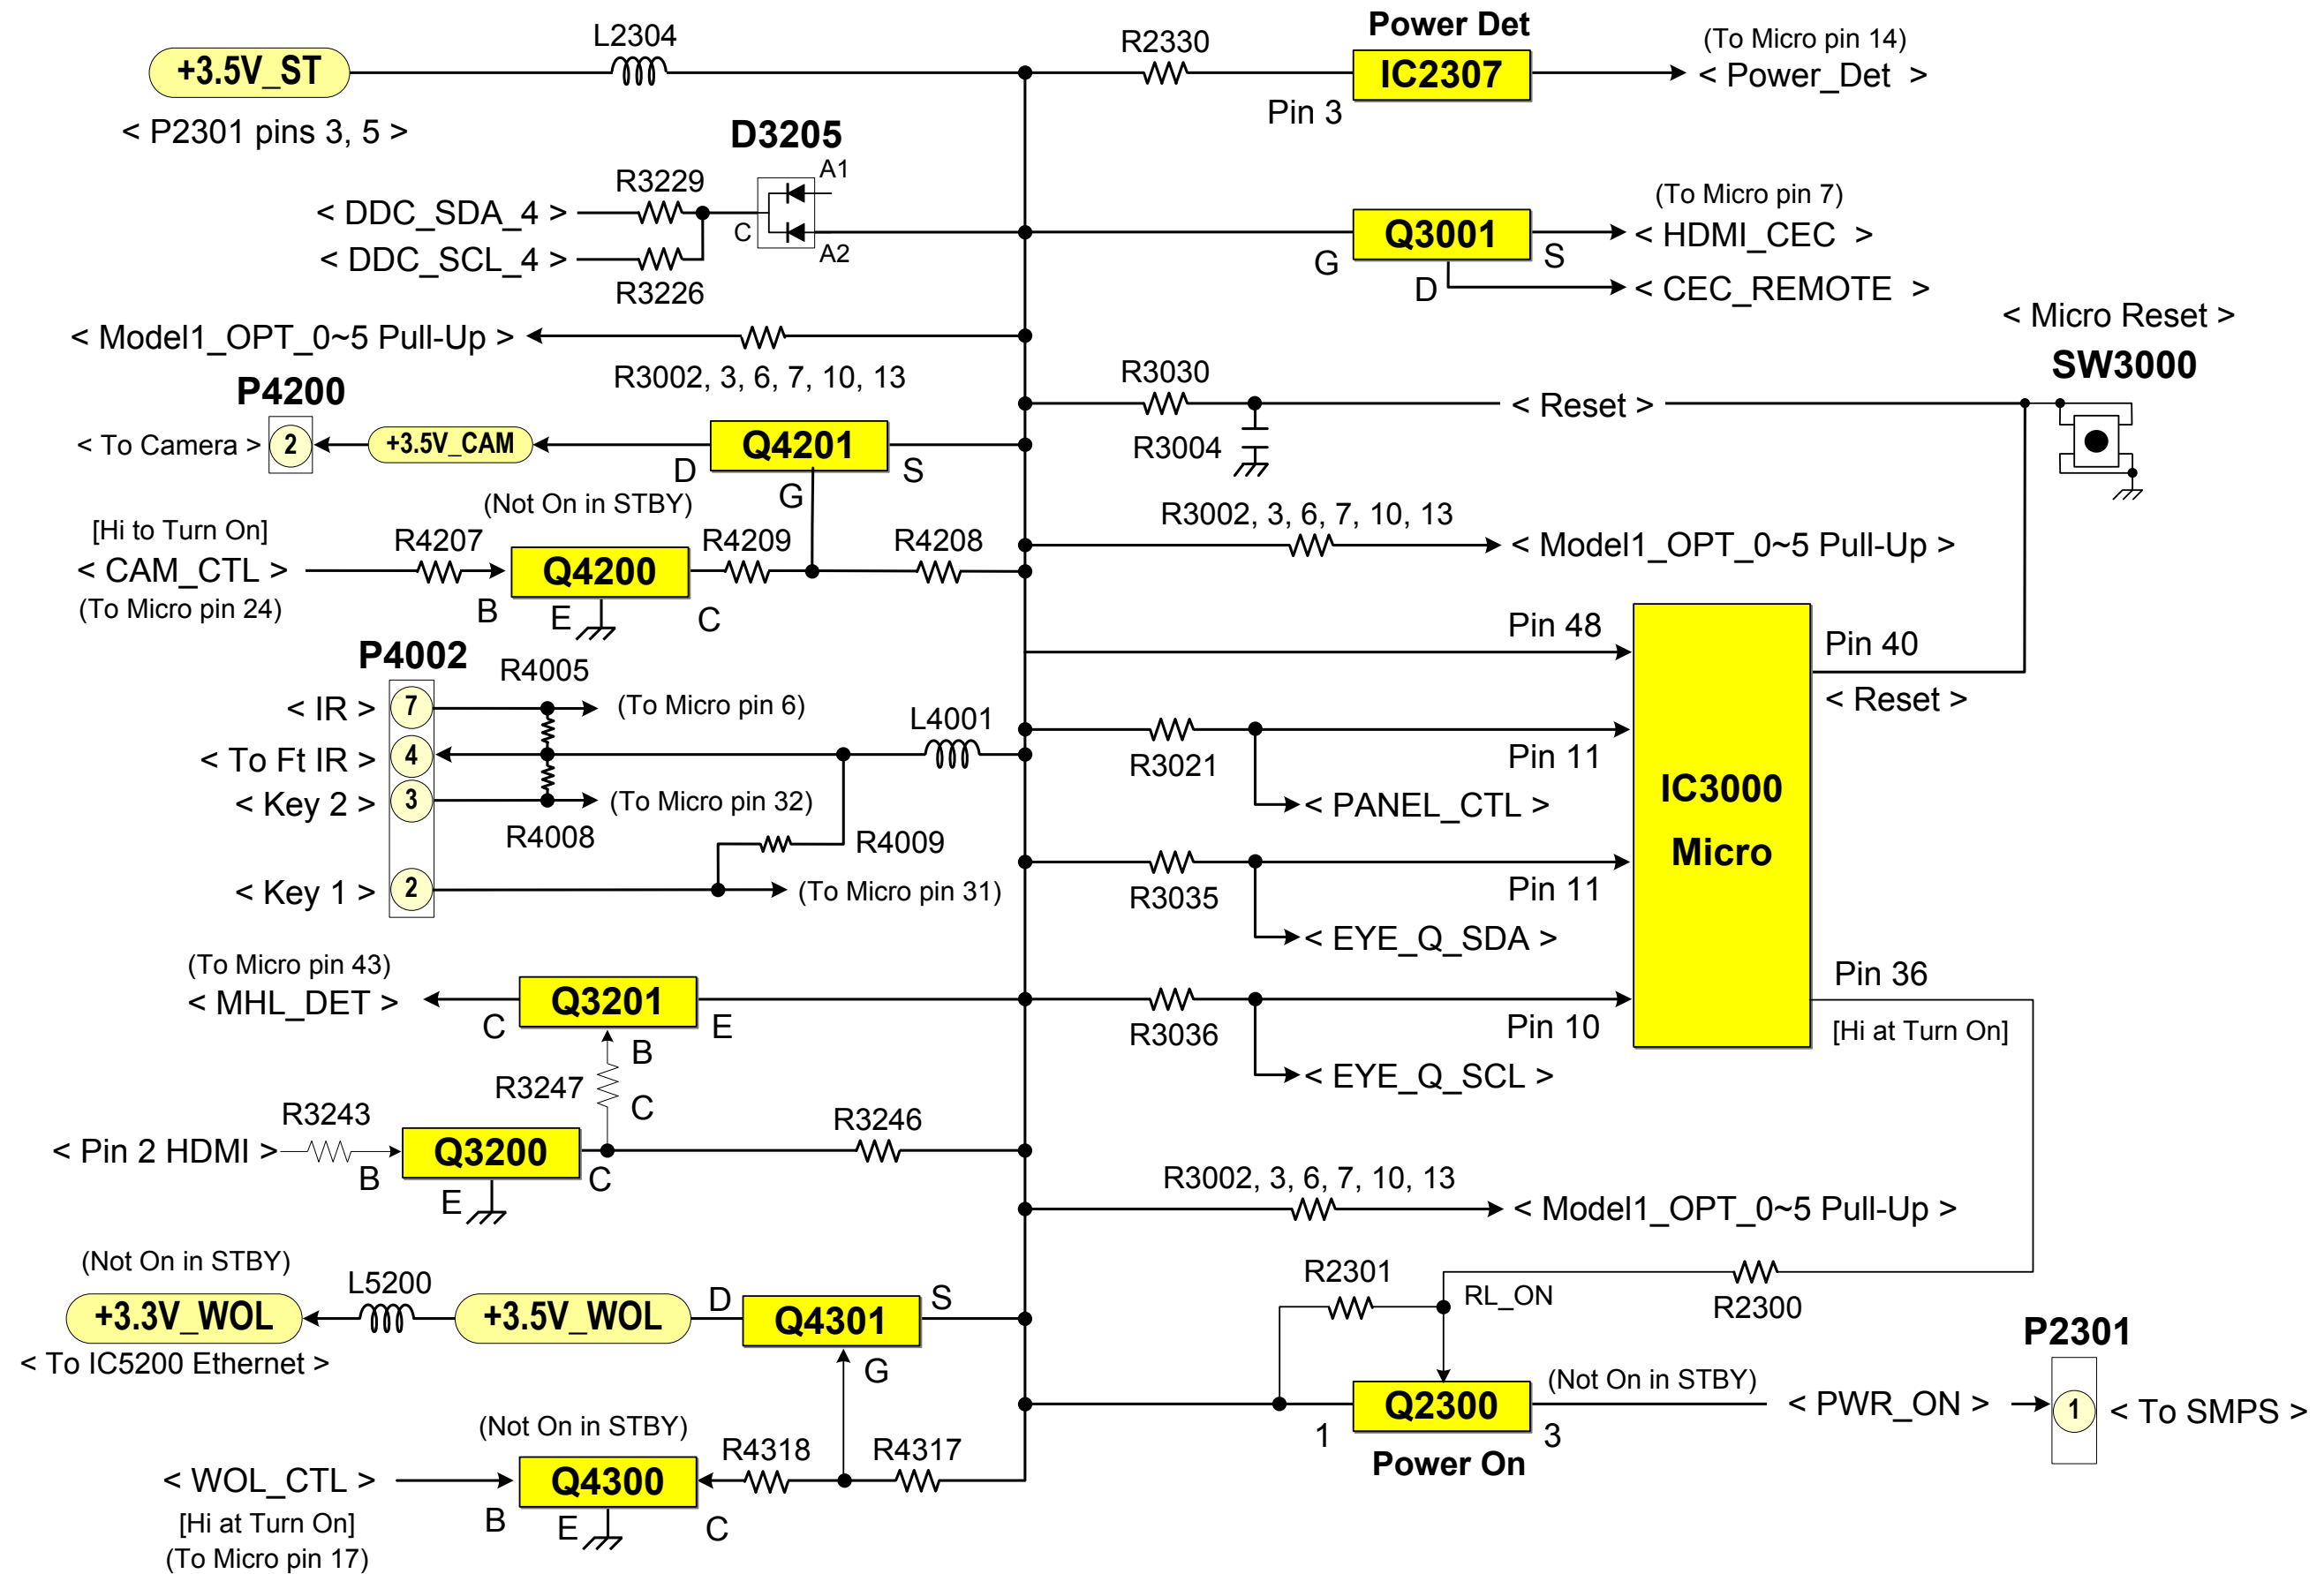 Power Det
L2304
R2330
(To Micro pin 14)
+3.5V_ST
IC2307
< Power_Det >
Pin 3
< P2301 pins 3, 5 >
D3205
A1
R3229
(To Micro pin 7)
< DDC_SDA_4 >
C
Q3001
< HDMI_CEC >
< DDC_SCL_4 >
A2
G
S
R3226
D
< CEC_REMOTE >
< Micro Reset >
< Model1_OPT_0~5 Pull-Up >
SW3000
R3002, 3, 6, 7, 10, 13
R3030
P4200
< Reset >
< To Camera >
2
+3.5V_CAM
Q4201
R3004
D
S
(Not On in STBY)
G
R3002, 3, 6, 7, 10, 13
[Hi to Turn On]
R4207
R4209
R4208
< Model1_OPT_0~5 Pull-Up >
< CAM_CTL >
Q4200
(To Micro pin 24)
B
E
C
Pin 48
Pin 40
P4002
R4005
< IR >
7
(To Micro pin 6)
< Reset >
L4001
< To Ft IR >
4
R3021
Pin 11
IC3000
Micro
< Key 2 >
3
(To Micro pin 32)
< PANEL_CTL >
R4008
R4009
< Key 1 >
2
(To Micro pin 31)
R3035
Pin 11
< EYE_Q_SDA >
(To Micro pin 43)
Pin 36
< MHL_DET >
Q3201
C
E
R3036
Pin 10
[Hi at Turn On]
B
R3247
C
< EYE_Q_SCL >
R3243
R3246
< Pin 2 HDMI >
Q3200
B
E
C
R3002, 3, 6, 7, 10, 13
< Model1_OPT_0~5 Pull-Up >
(Not On in STBY)
L5200
R2301
RL_ON
R2300
+3.3V_WOL
+3.5V_WOL
D
Q4301
S
P2301
< To IC5200 Ethernet >
G
(Not On in STBY)
Q2300
< PWR_ON >
1
< To SMPS >
1
3
Power On
(Not On in STBY)
R4318
R4317
< WOL_CTL >
Q4300
B
E
C
[Hi at Turn On]
(To Micro pin 17)